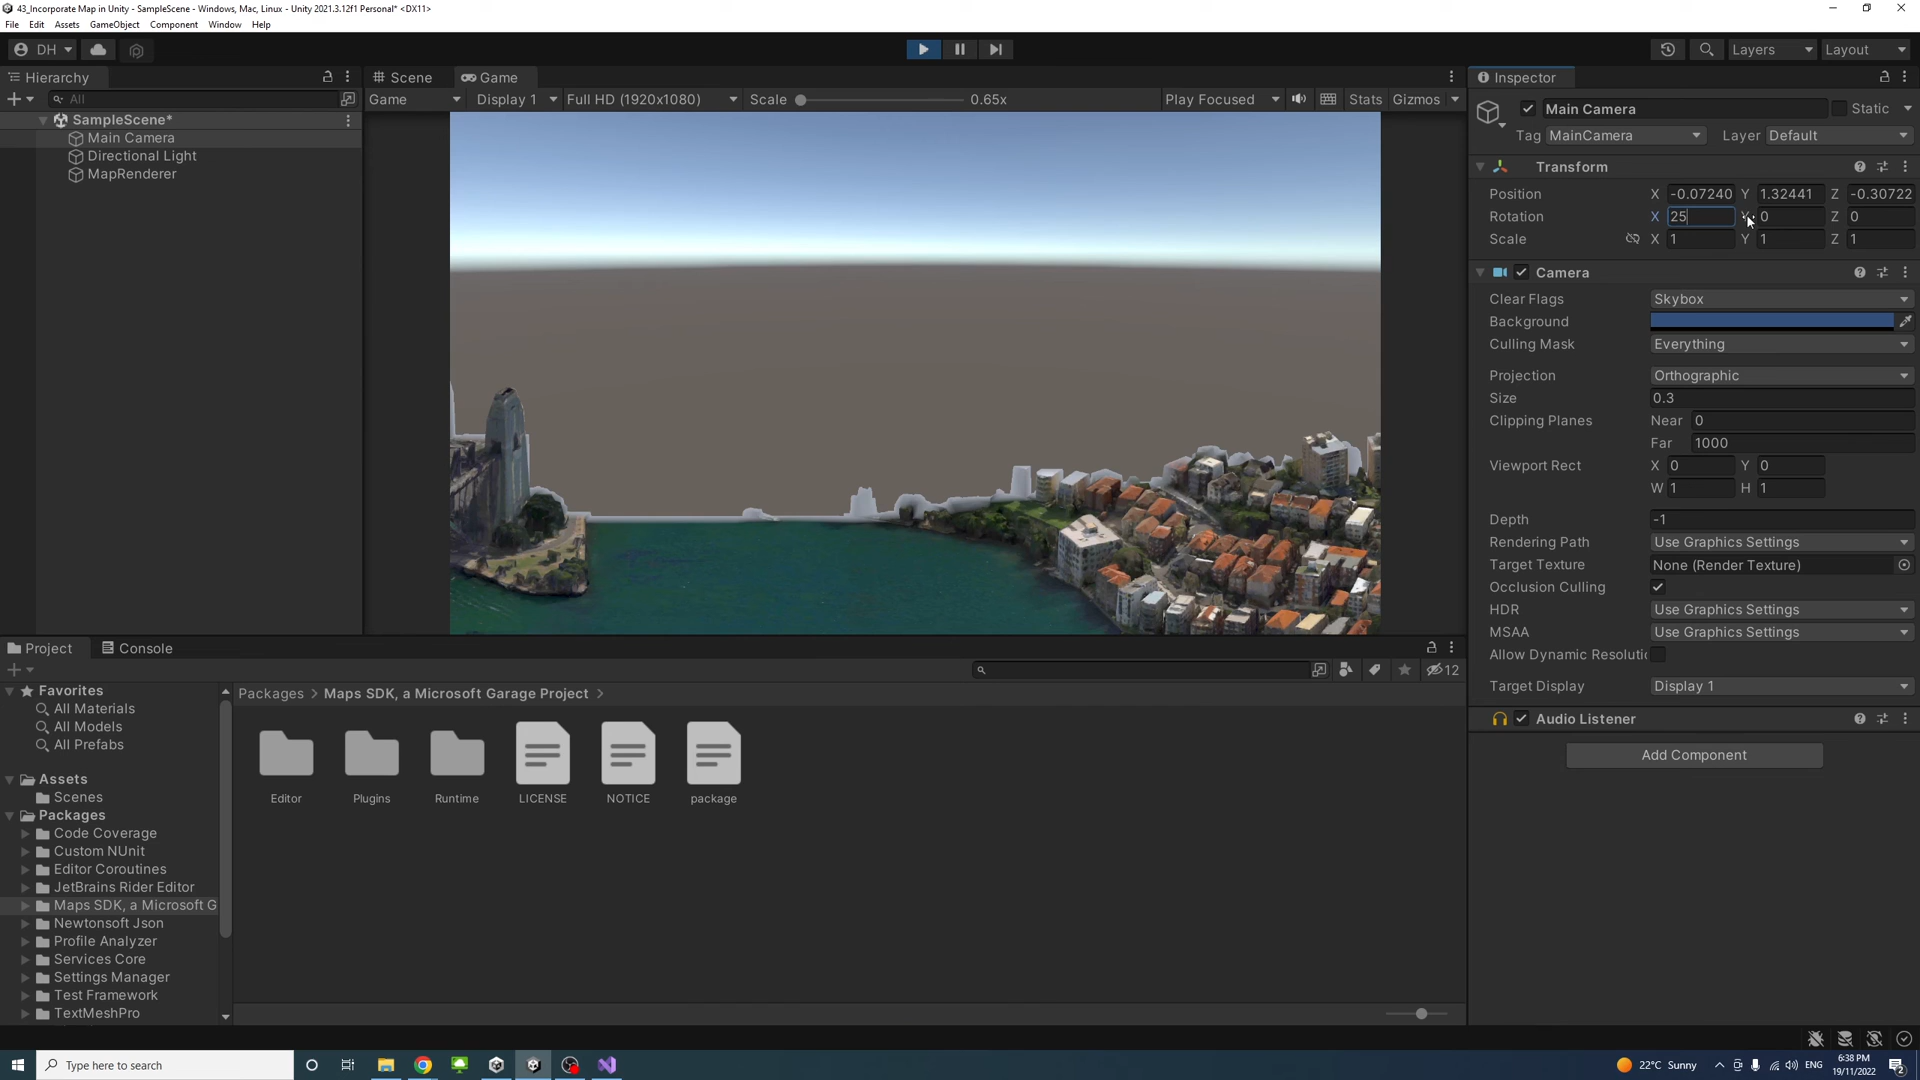 43_Incorporate Map in Unity - SampleScene - Windows, Mac, Linux - Unity 2021.3.12f1 Personal* <DX11>
File Edit Assets GameObject Component Window Help
DH
Layers Layout
Hierarchy
All
SampleScene*
Main Camera
Directional Light
MapRenderer
Scene Game
Game Display 1 Full HD (1920x1080) Scale 0.65x Play Focused Stats Gizmos
Inspector
Main Camera Static
Tag MainCamera Layer Default
Transform
Position X -0.07240 Y 1.32441 Z -0.30722
Rotation X 25 Y 0 Z 0
Scale X 1 Y 1 Z 1
Camera
Clear Flags Skybox
Background
Culling Mask Everything
Projection Orthographic
Size 0.3
Clipping Planes Near 0
Far 1000
Viewport Rect X 0 Y 0
W 1 H 1
Depth -1
Rendering Path Use Graphics Settings
Target Texture None (Render Texture)
Occlusion Culling
HDR Use Graphics Settings
MSAA Use Graphics Settings
Allow Dynamic Resoluti
Target Display Display 1
Audio Listener
Add Component
Project Console
12
Favorites
All Materials
All Models
All Prefabs
Assets
Scenes
Packages
Code Coverage
Custom NUnit
Editor Coroutines
JetBrains Rider Editor
Maps SDK, a Microsoft G
Newtonsoft Json
Profile Analyzer
Services Core
Settings Manager
Test Framework
TextMeshPro
Packages > Maps SDK, a Microsoft Garage Project >
Editor Plugins Runtime LICENSE NOTICE package
Type here to search
22°C Sunny ENG
6:38 PM
19/11/2022
2